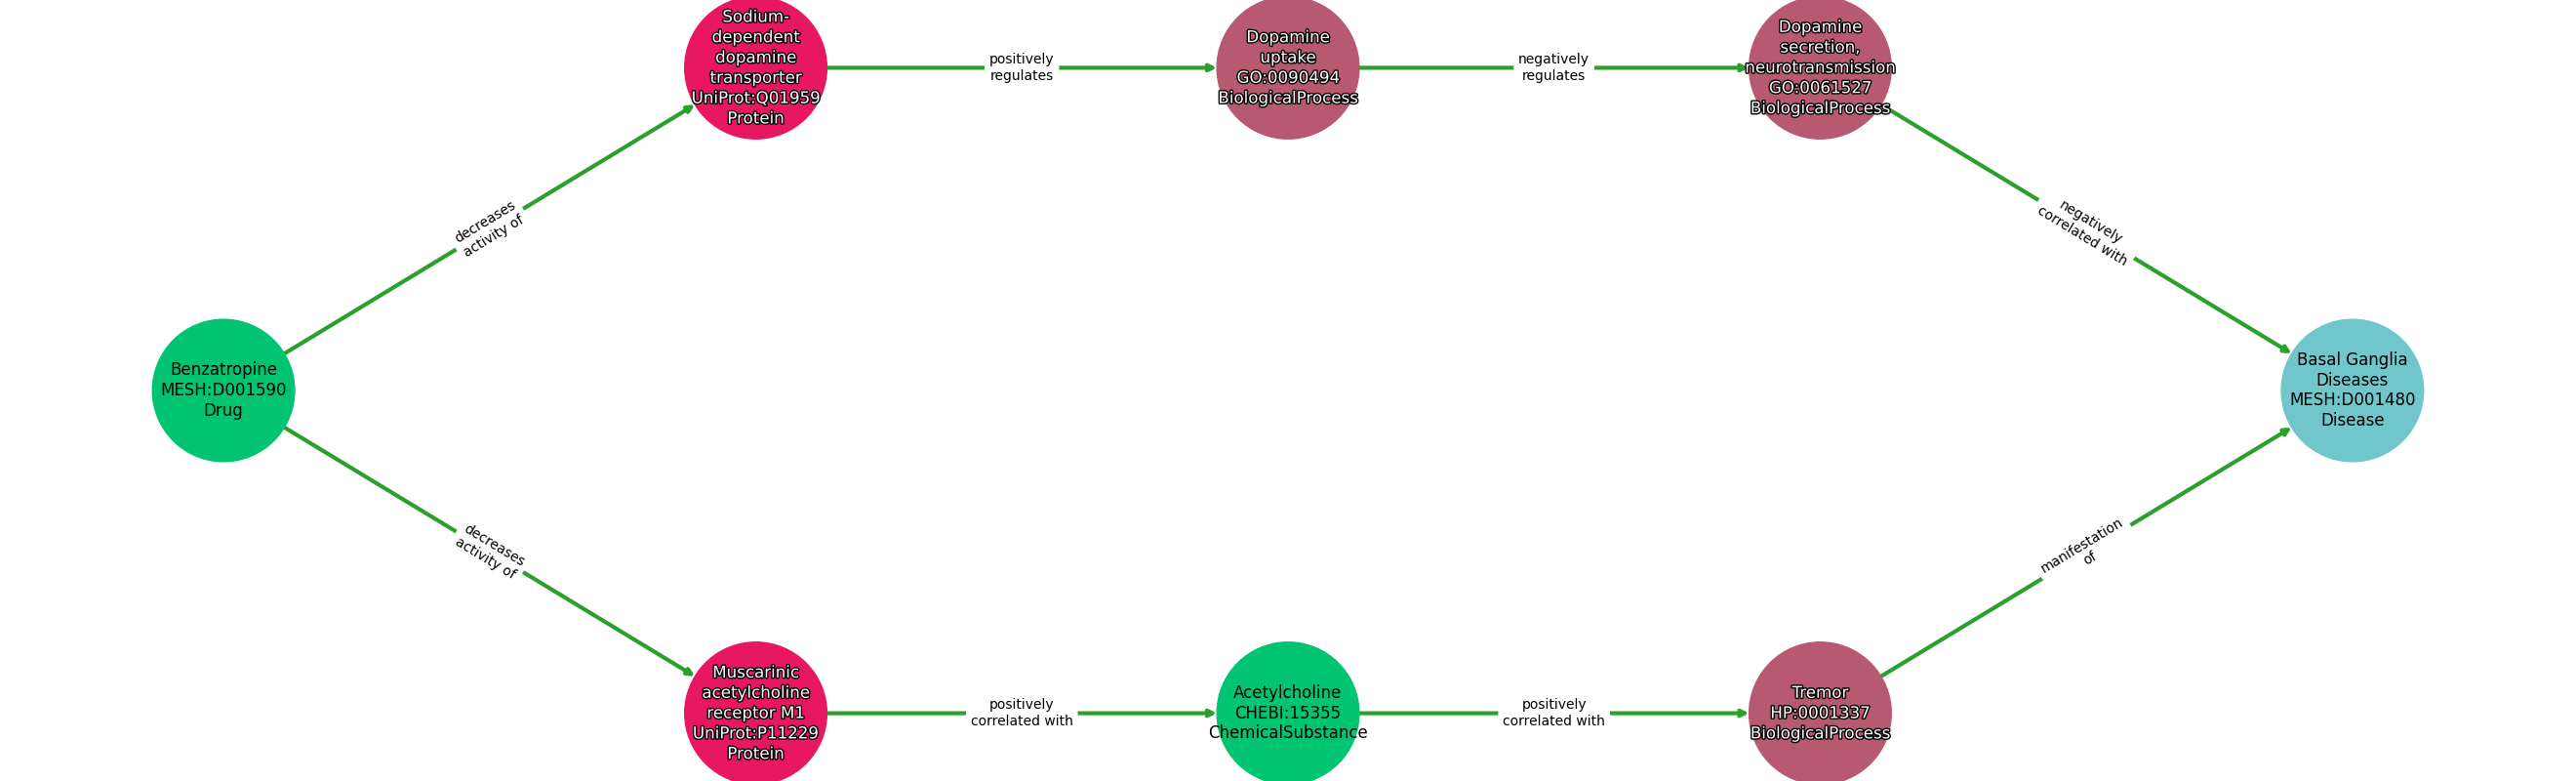 Sodium-
dependent
dopamine
transporter
UniProt:Q01959
Protein
positively
regulates
Dopamine
uptake
GO:0090494
BiologicalProcess
negatively
regulates
Dopamine
secretion,
neurotransmission
GO:0061527
BiologicalProcess
decreases
activity of
negatively
correlated with
Benzatropine
MESH:D001590
Drug
Basal Ganglia
Diseases
MESH:D001480
Disease
decreases
activity of
manifestation
of
Muscarinic
acetylcholine
receptor M1
UniProt:P11229
Protein
positively
correlated with
Acetylcholine
CHEBI:15355
ChemicalSubstance
positively
correlated with
Tremor
HP:0001337
BiologicalProcess